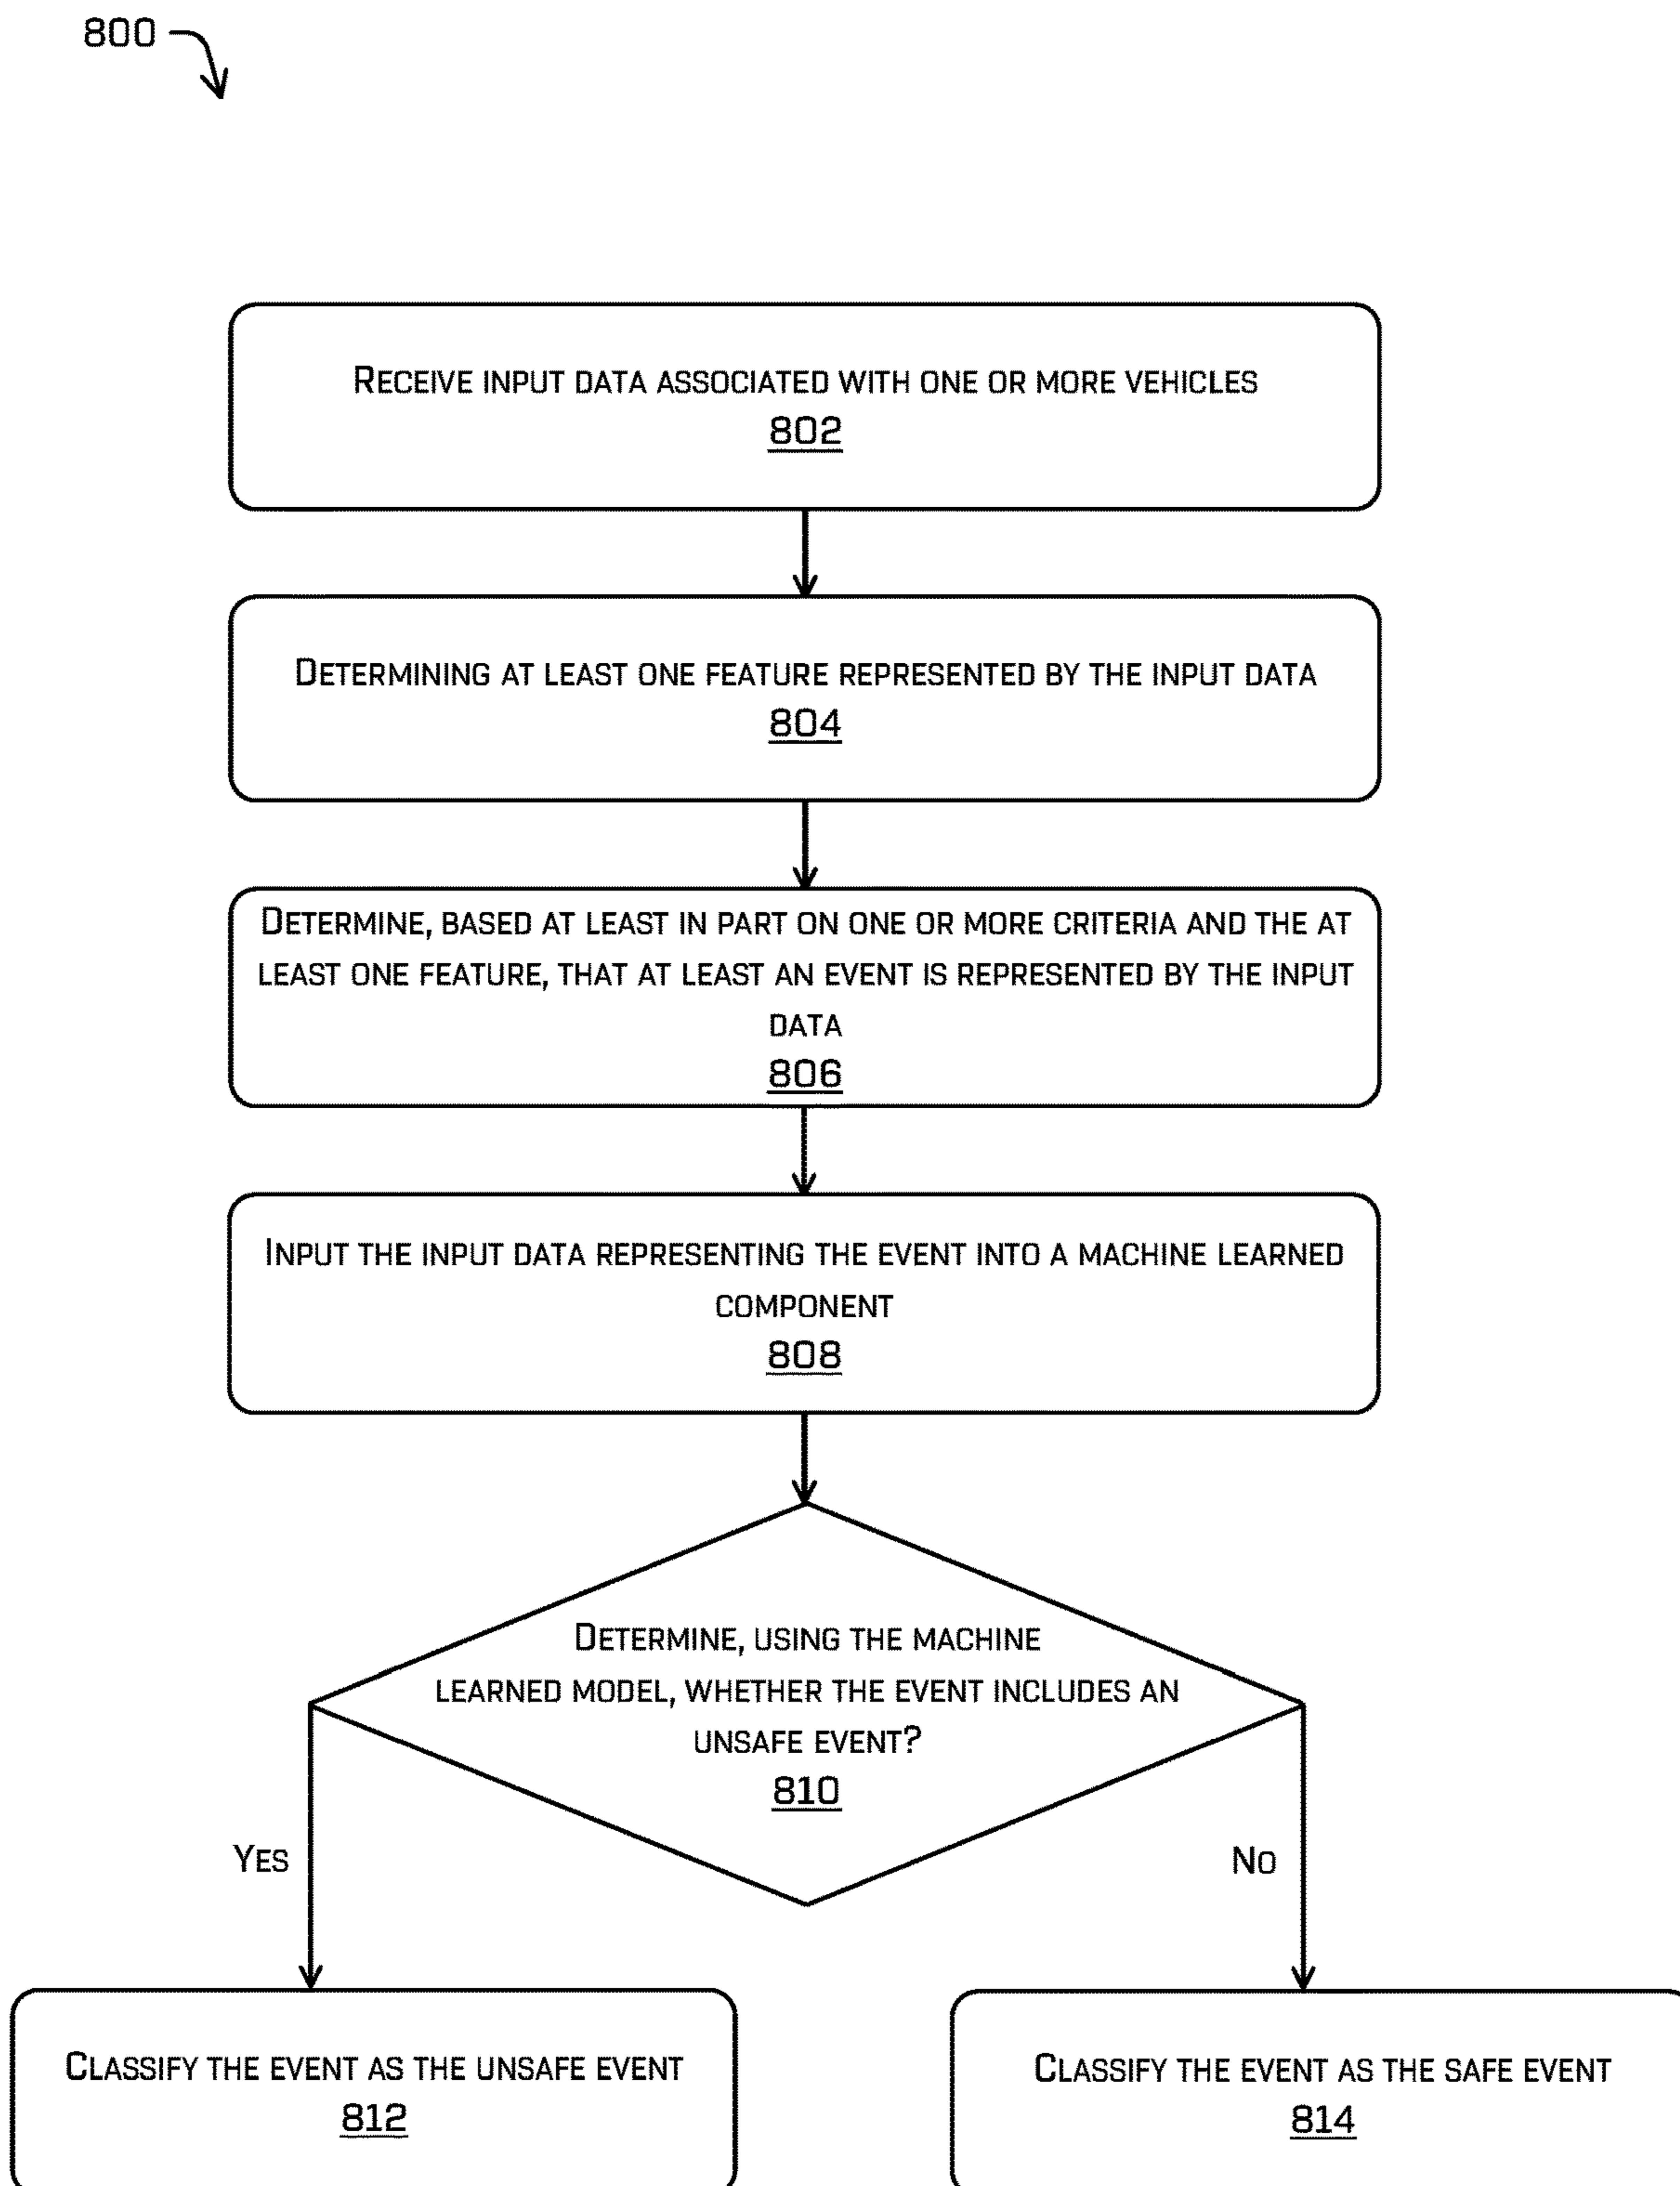 800
Receive input data associated with one or more vehicles
802
Determining at least one feature represented by the input data
804
Determine, based at least in part on one or more criteria and the at
least one feature, that at least an event is represented by the input
data
806
Input the input data representing the event into a machine learned
component
808
Determine, using the machine
learned model, whether the event includes an
unsafe event?
810
Yes
No
Classify the event as the unsafe event
812
Classify the event as the safe event
814